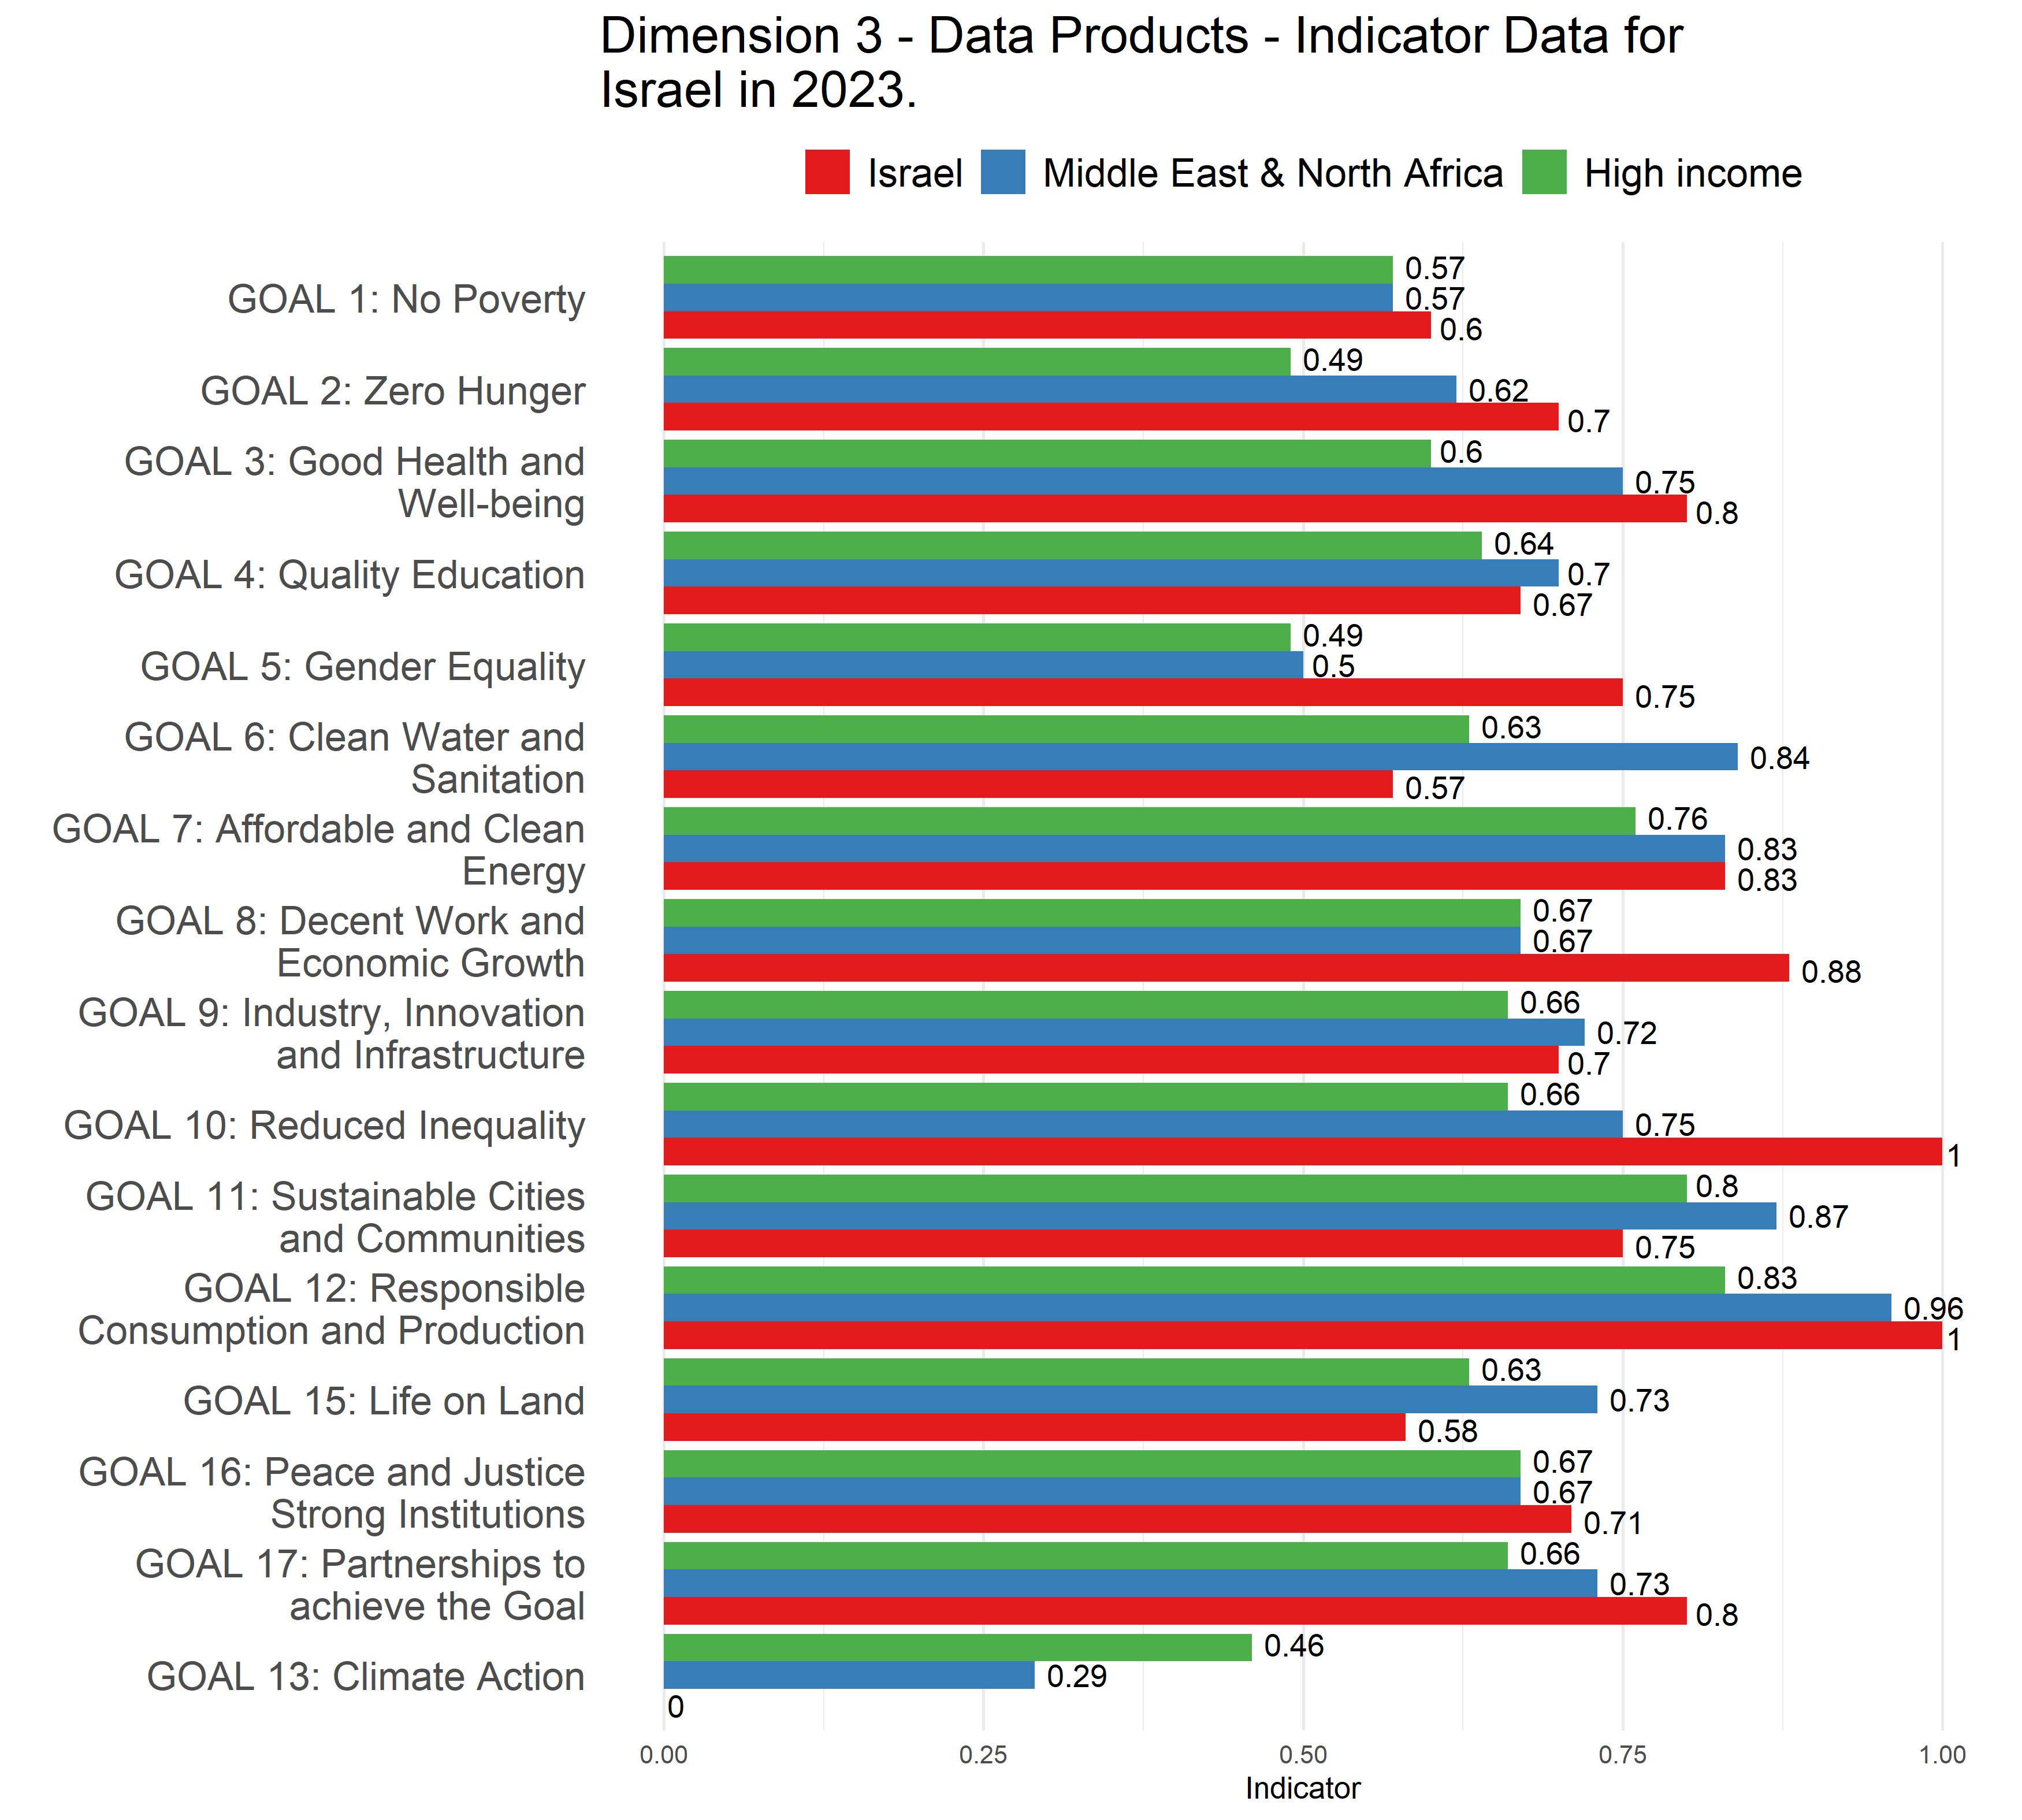 Dimension 3 - Data Products - Indicator Data for
Israel in 2023.
Israel Middle East & North Africa High income
GOAL 1: No Poverty
0.57
0.57
0.6
GOAL 2: Zero Hunger
0.49
0.62
0.7
GOAL 3: Good Health and
Well-being
0.6
0.75
0.8
GOAL 4: Quality Education
0.64
0.7
0.67
GOAL 5: Gender Equality
0.49
0.5
0.75
GOAL 6: Clean Water and
Sanitation
0.63
0.84
0.57
GOAL 7: Affordable and Clean
Energy
0.76
0.83
0.83
GOAL 8: Decent Work and
Economic Growth
0.67
0.67
0.88
GOAL 9: Industry, Innovation
and Infrastructure
0.66
0.72
0.7
GOAL 10: Reduced Inequality
0.66
0.75
1
GOAL 11: Sustainable Cities
and Communities
0.8
0.87
0.75
GOAL 12: Responsible
Consumption and Production
0.83
0.96
1
GOAL 15: Life on Land
0.63
0.73
0.58
GOAL 16: Peace and Justice
Strong Institutions
0.67
0.67
0.71
GOAL 17: Partnerships to
achieve the Goal
0.66
0.73
0.8
GOAL 13: Climate Action
0.46
0.29
0
0.00 0.25 0.50 0.75 1.00
Indicator